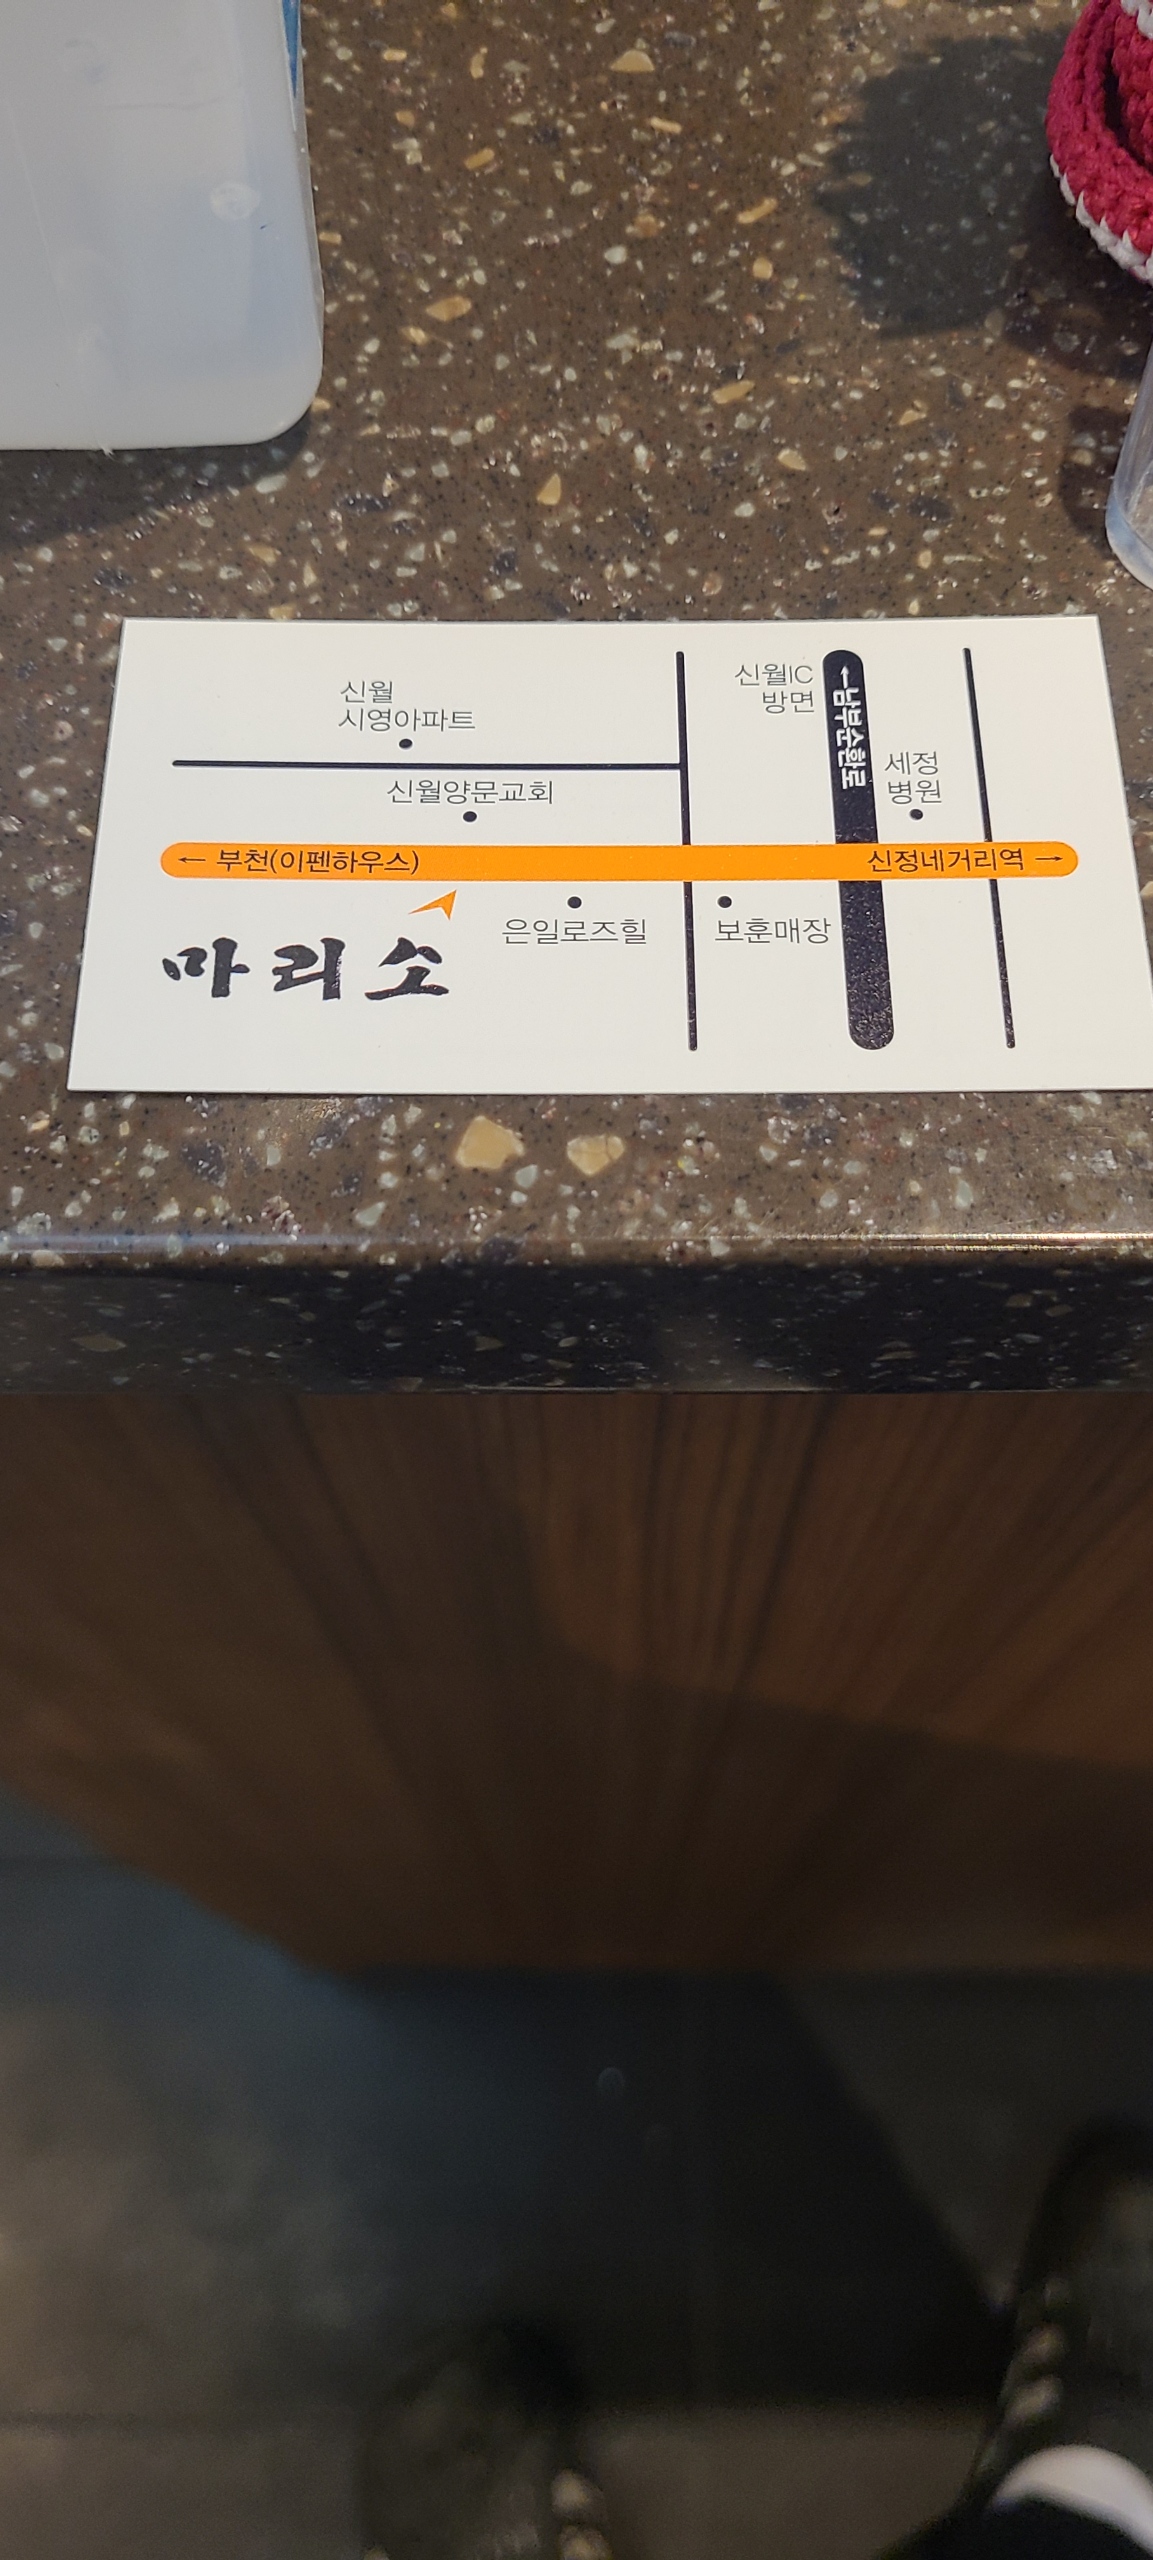 신월
시영아파트
신월양문교회
신월IC
방면
←남부순환로
세정
병원
← 부천(이펜하우스)
신정네거리역 →
은일로즈힐
보훈매장
마리소